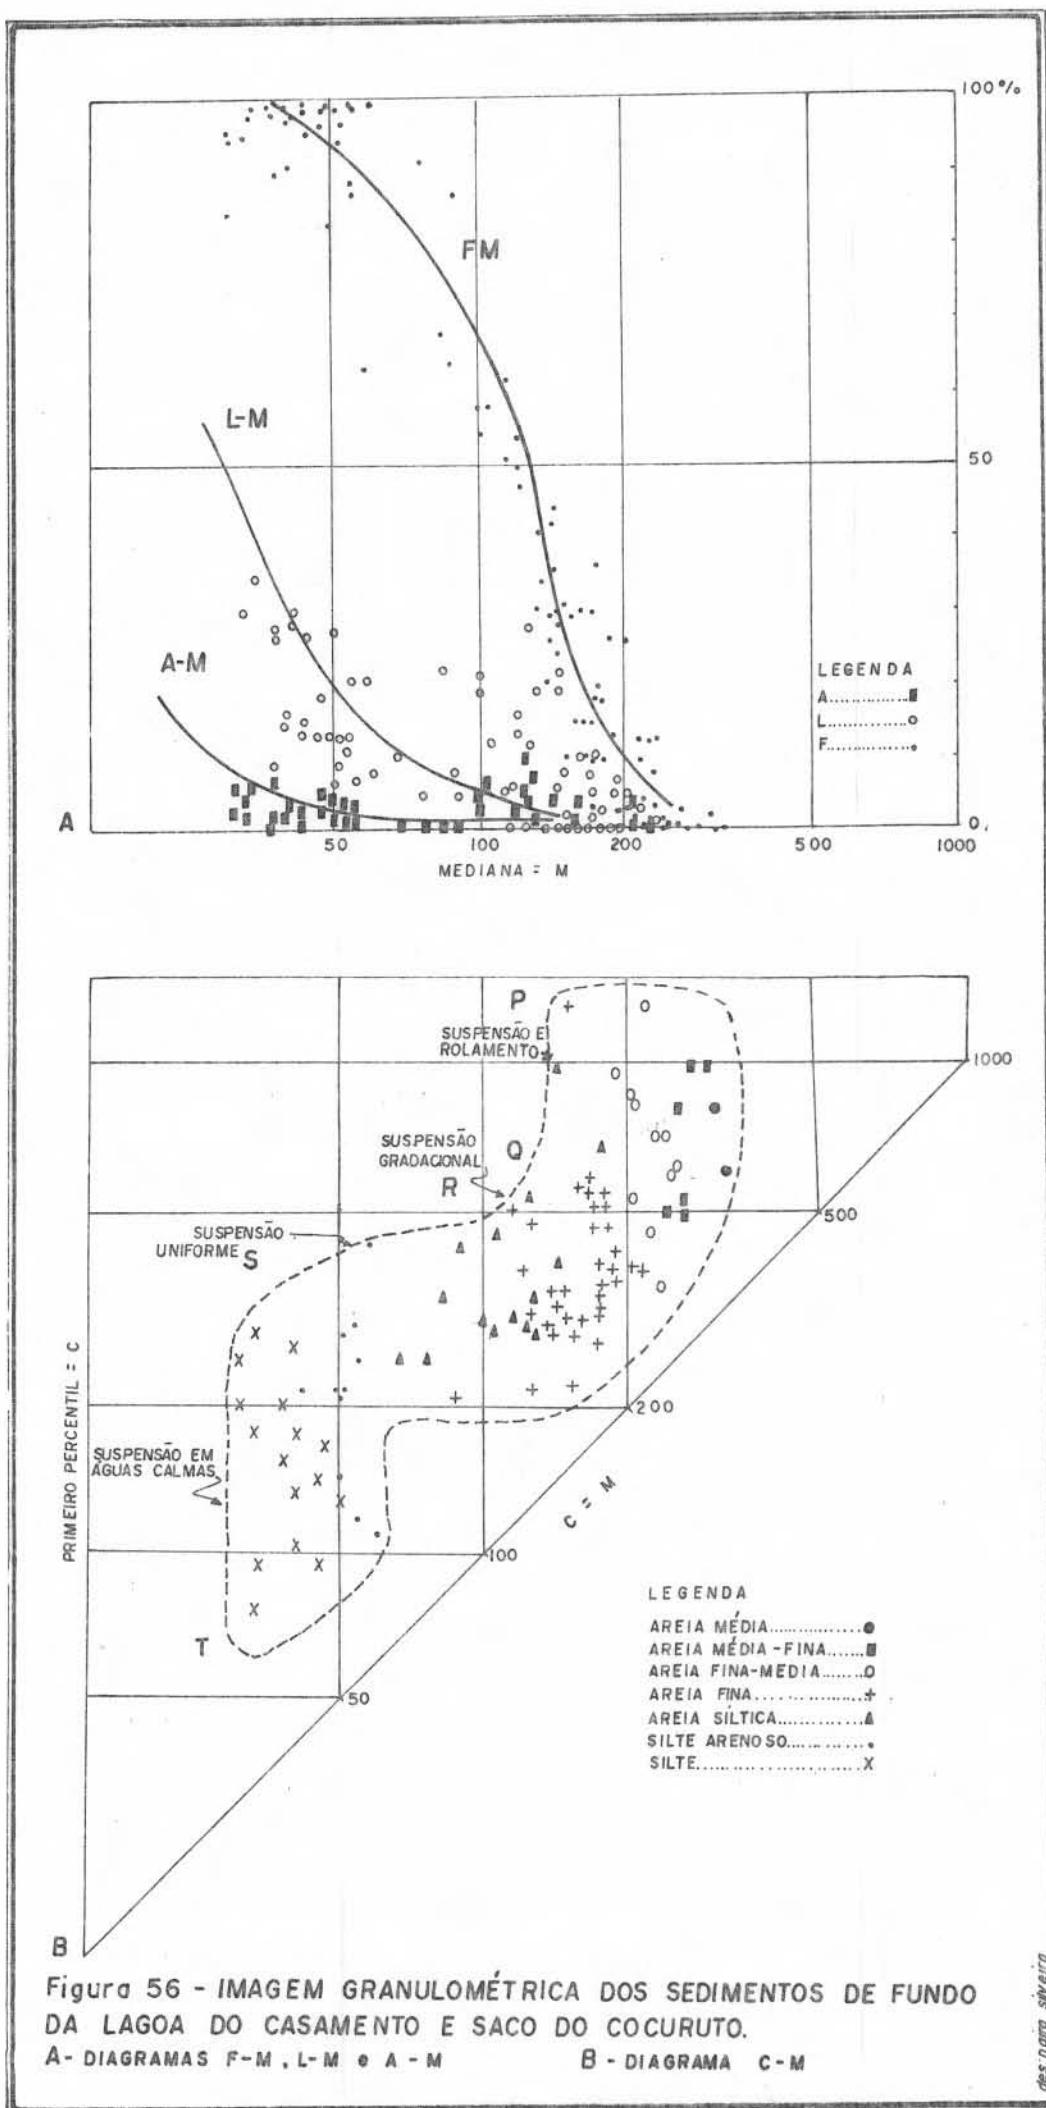 100%
FM
L-M
50
A-M
LEGENDA
A..............■
L..............o
F..............•
A
0
50
100
200
500
1000
MEDIANA = M
P
SUSPENSÃO E
ROLAMENTO
1000
SUSPENSÃO
GRADACIONAL
Q
R
500
SUSPENSÃO
UNIFORME
S
PRIMEIRO PERCENTIL = C
200
SUSPENSÃO EM
ÁGUAS CALMAS
C = M
100
T
50
LEGENDA
AREIA MÉDIA..............●
AREIA MÉDIA-FINA.......■
AREIA FINA-MEDIA........o
AREIA FINA..................+
AREIA SÍLTICA.............▲
SILTE ARENOSO............•
SILTE.........................X
B
Figura 56 - IMAGEM GRANULOMÉTRICA DOS SEDIMENTOS DE FUNDO
DA LAGOA DO CASAMENTO E SACO DO COCURUTO.
A- DIAGRAMAS F-M, L-M e A-M B- DIAGRAMA C-M